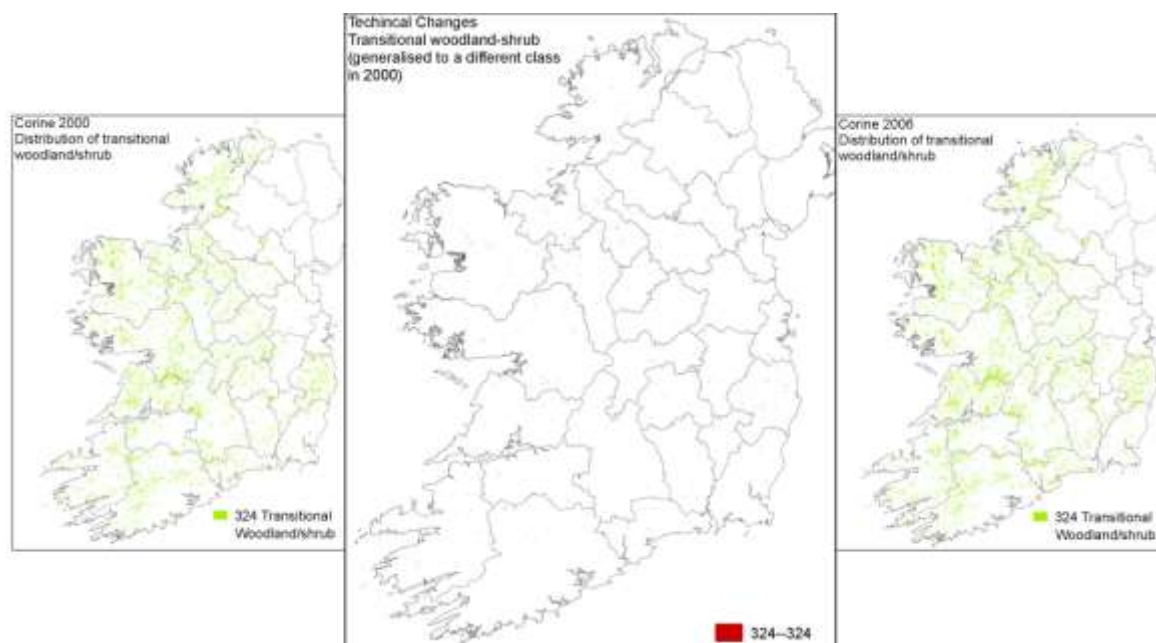 Corine 2000
Distribution of transitional
woodland/shrub
324 Transitional
Woodland/shrub
Techincal Changes
Transitional woodland-shrub
(generalised to a different class
in 2000)
324--324
Corine 2006
Distribution of transitional
woodland/shrub
324 Transitional
Woodland/shrub